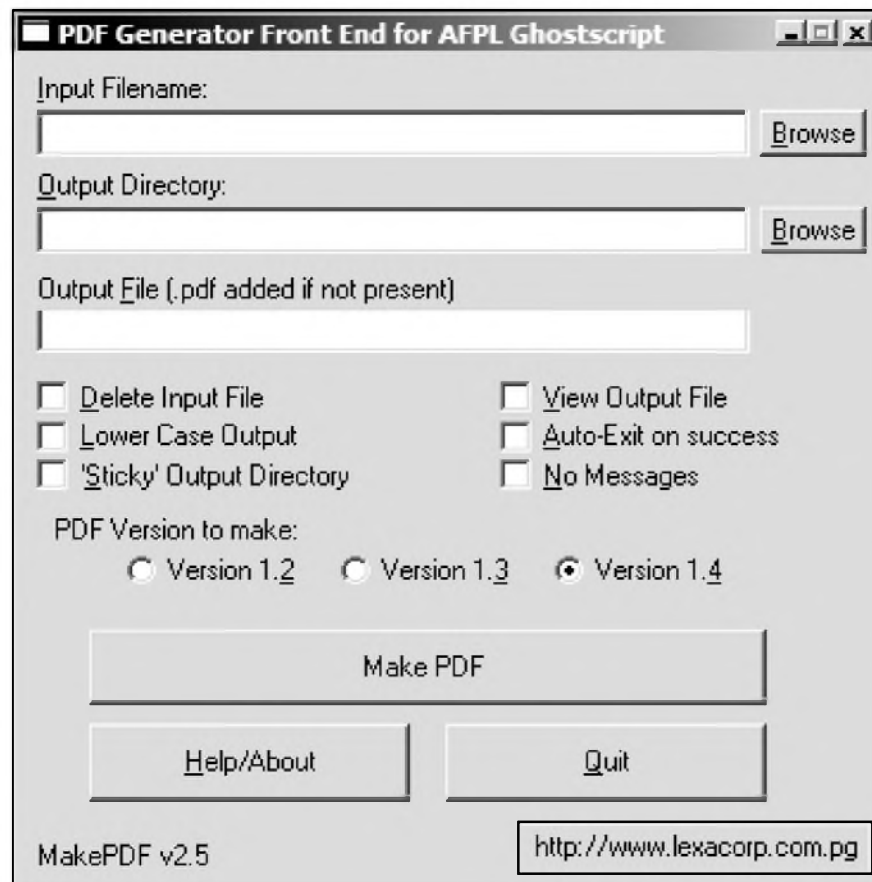 PDF Generator Front End for AFPL Ghostscript
Input Filename:
Browse
Output Directory:
Browse
Output File (.pdf added if not present)
Delete Input File
View Output File
Lower Case Output
Auto-Exit on success
'Sticky' Output Directory
No Messages
PDF Version to make:
Version 1.2 Version 1.3 Version 1.4
Make PDF
Help/About
Quit
MakePDF v2.5
http://www.lexacorp.com.pg